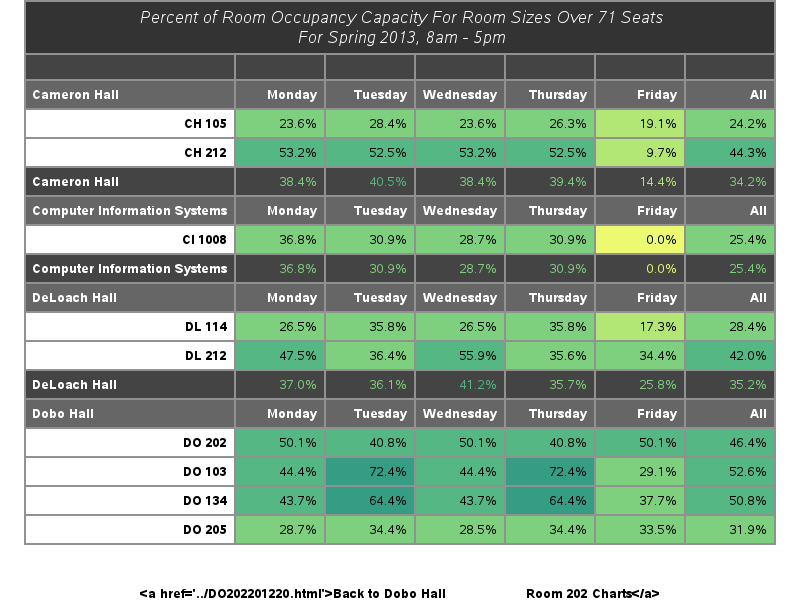 Percent of Room Occupancy Capacity For Room Sizes Over 71 Seats
For Spring 2013, 8am - 5pm
Cameron Hall Monday Tuesday Wednesday Thursday Friday All
CH 105 23.6% 28.4% 23.6% 26.3% 19.1% 24.2%
CH 212 53.2% 52.5% 53.2% 52.5% 9.7% 44.3%
Cameron Hall 38.4% 40.5% 38.4% 39.4% 14.4% 34.2%
Computer Information Systems Monday Tuesday Wednesday Thursday Friday All
CI 1008 36.8% 30.9% 28.7% 30.9% 0.0% 25.4%
Computer Information Systems 36.8% 30.9% 28.7% 30.9% 0.0% 25.4%
DeLoach Hall Monday Tuesday Wednesday Thursday Friday All
DL 114 26.5% 35.8% 26.5% 35.8% 17.3% 28.4%
DL 212 47.5% 36.4% 55.9% 35.6% 34.4% 42.0%
DeLoach Hall 37.0% 36.1% 41.2% 35.7% 25.8% 35.2%
Dobo Hall Monday Tuesday Wednesday Thursday Friday All
DO 202 50.1% 40.8% 50.1% 40.8% 50.1% 46.4%
DO 103 44.4% 72.4% 44.4% 72.4% 29.1% 52.6%
DO 134 43.7% 64.4% 43.7% 64.4% 37.7% 50.8%
DO 205 28.7% 34.4% 28.5% 34.4% 33.5% 31.9%
<a href='../DO202201220.html'>Back to Dobo Hall Room 202 Charts</a>